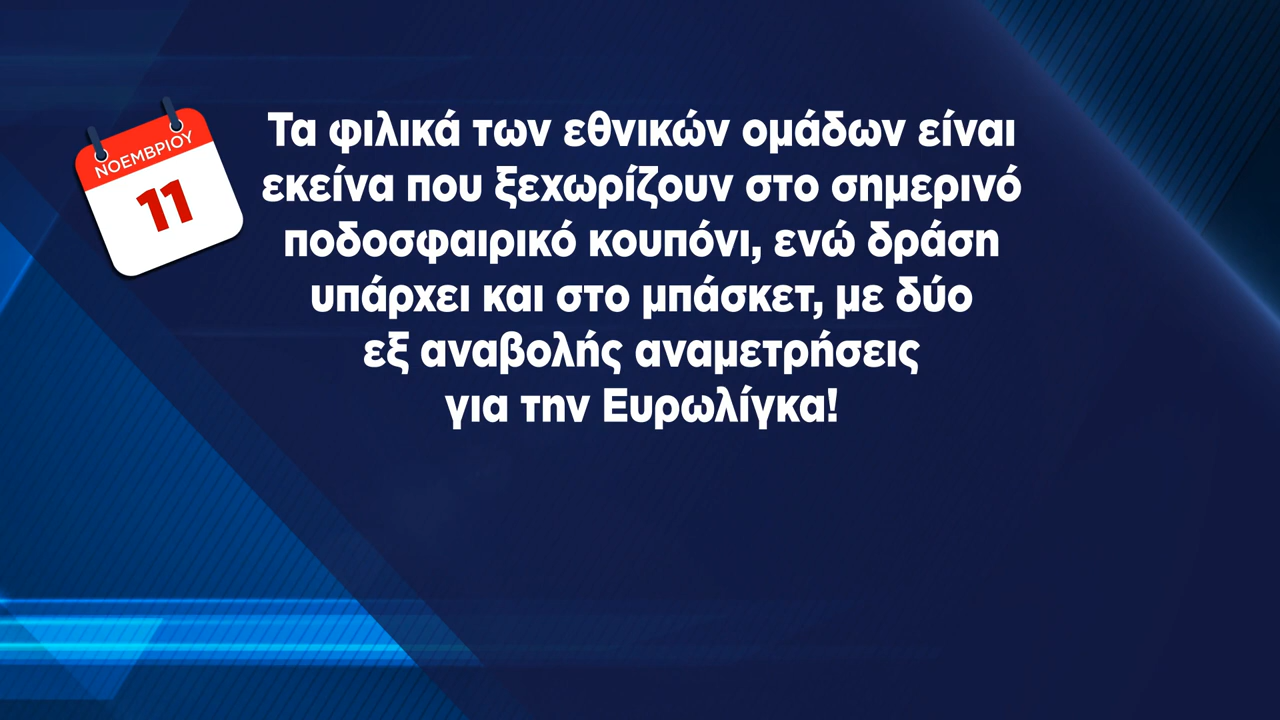 ΝΟΕΜΒΡΙΟΥ
11
Τα φιλικά των εθνικών ομάδων είναι
εκείνα που ξεχωρίζουν στο σημερινό
ποδοσφαιρικό κουπόνι, ενώ δράση
υπάρχει και στο μπάσκετ, με δύο
εξ αναβολής αναμετρήσεις
για την Ευρωλίγκα!